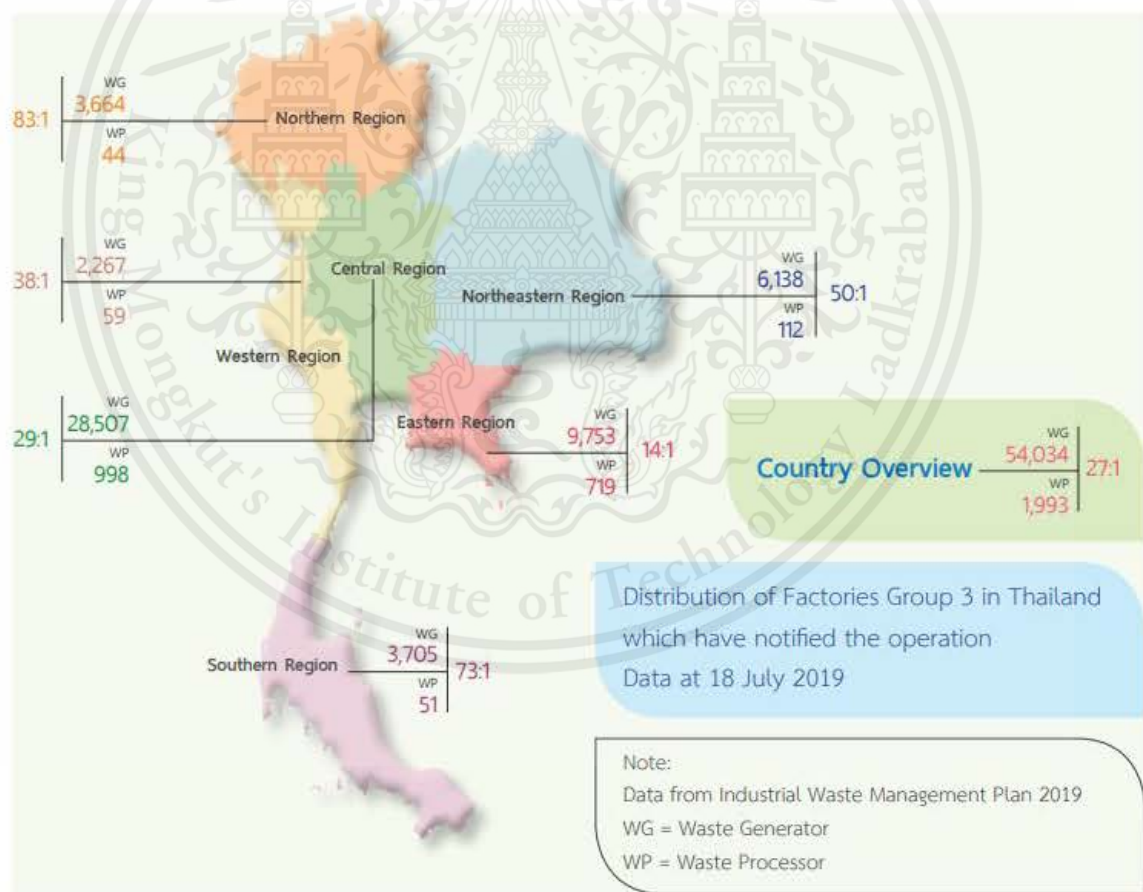 WG
83:1
3,664
Northern Region
WP
44
WG
38:1
2,267
WP
59
Western Region
Central Region
WG
29:1
28,507
WP
998
Northeastern Region
WG
6,138
50:1
WP
112
Eastern Region
WG
9,753
14:1
WP
719
Country Overview
WG
54,034
27:1
WP
1,993
Southern Region
WG
3,705
73:1
WP
51
Distribution of Factories Group 3 in Thailand
which have notified the operation
Data at 18 July 2019
Note:
Data from Industrial Waste Management Plan 2019
WG = Waste Generator
WP = Waste Processor
King Mongkut's Institute of Technology Ladkrabang